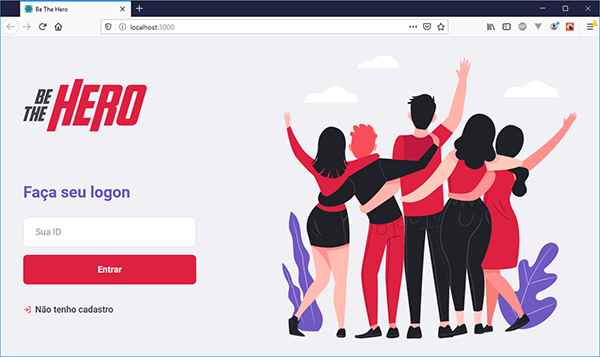 Be The Hero
localhost:3000
BE
THE HERO
Faça seu logon
Sua ID
Entrar
Não tenho cadastro